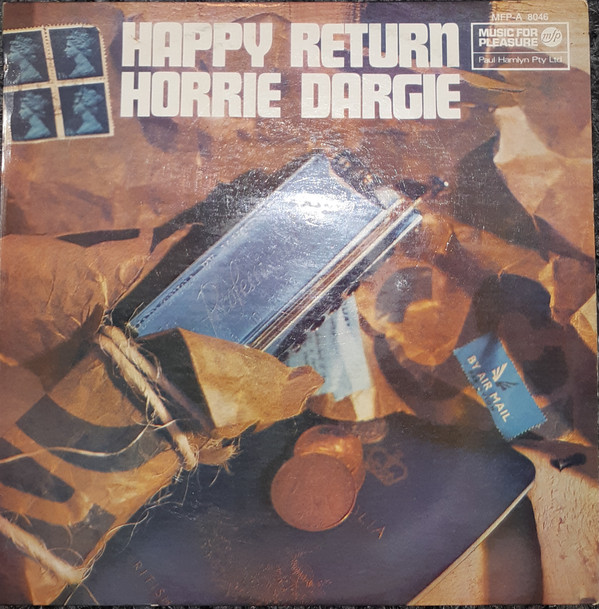 MFP-A 8046
HAPPY RETURN
HORRIE DARGIE
MUSIC FOR
PLEASURE mfp
Paul Hamlyn Pty Ltd
BY AIR MAIL